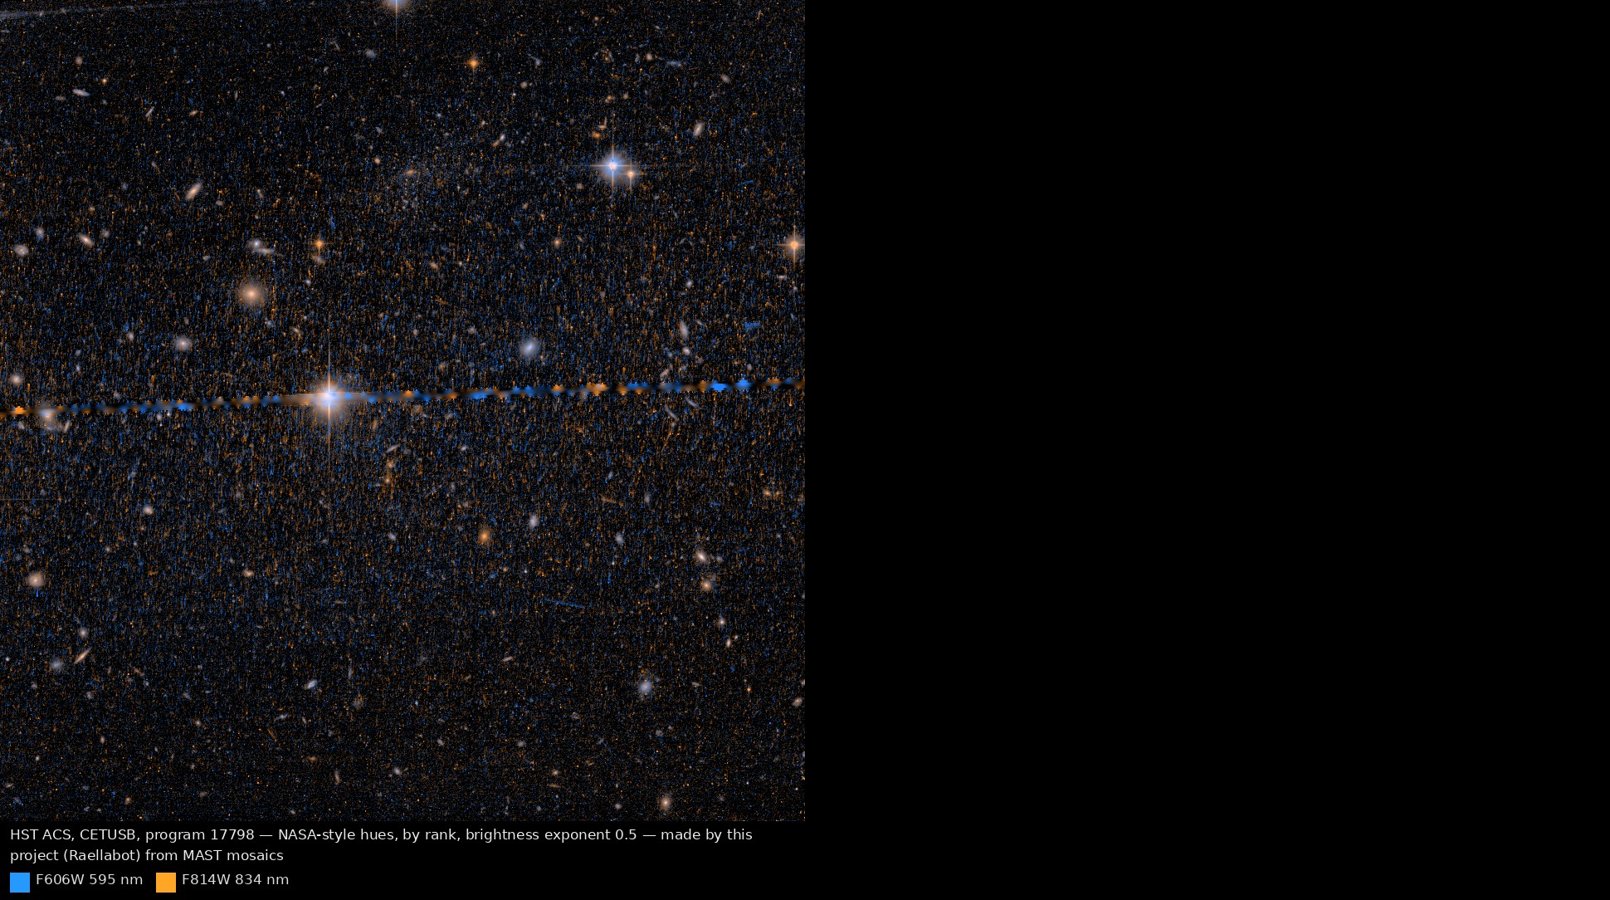 HST ACS, CETUSB, program 17798 — NASA-style hues, by rank, brightness exponent 0.5 — made by this
project (Raellabot) from MAST mosaics
F606W 595 nm F814W 834 nm